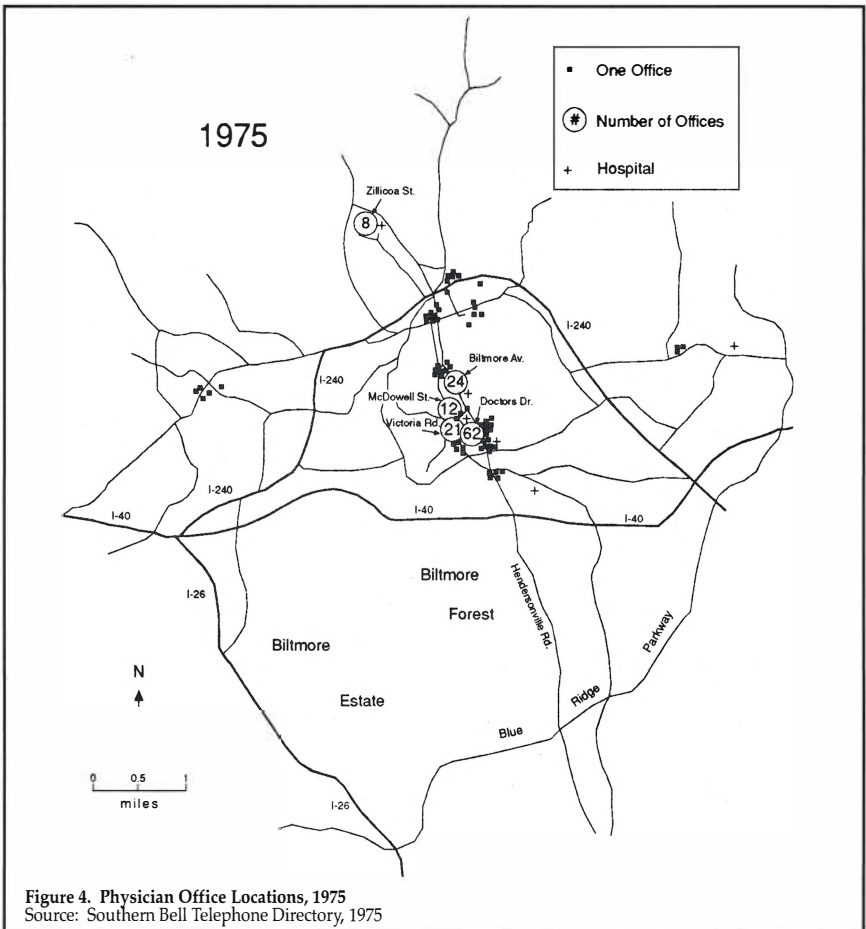 1975
One Office
# Number of Offices
+ Hospital
Zillicoa St.
8
I-240
Biltmore Av.
24
I-240
McDowell St.
12
Doctors Dr.
Victoria Rd.
21
62
I-240
I-40
I-40
I-40
I-26
Biltmore
Forest
Hendersonville Rd.
Biltmore
Estate
Parkway
Ridge
Blue
N
0 0.5 1
miles
I-26
Figure 4. Physician Office Locations, 1975
Source: Southern Bell Telephone Directory, 1975